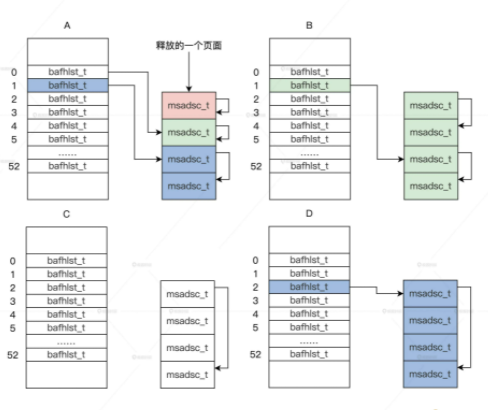 A
释放的一个页面
0 bafhlst_t
1 bafhlst_t
2 bafhlst_t
3 bafhlst_t
4 bafhlst_t
5 bafhlst_t
......
52 bafhlst_t
msadsc_t
msadsc_t
msadsc_t
msadsc_t
B
0 bafhlst_t
1 bafhlst_t
2 bafhlst_t
3 bafhlst_t
4 bafhlst_t
5 bafhlst_t
......
52 bafhlst_t
msadsc_t
msadsc_t
msadsc_t
msadsc_t
C
0 bafhlst_t
1 bafhlst_t
2 bafhlst_t
3 bafhlst_t
4 bafhlst_t
5 bafhlst_t
......
52 bafhlst_t
msadsc_t
msadsc_t
msadsc_t
msadsc_t
D
0 bafhlst_t
1 bafhlst_t
2 bafhlst_t
3 bafhlst_t
4 bafhlst_t
5 bafhlst_t
......
52 bafhlst_t
msadsc_t
msadsc_t
msadsc_t
msadsc_t